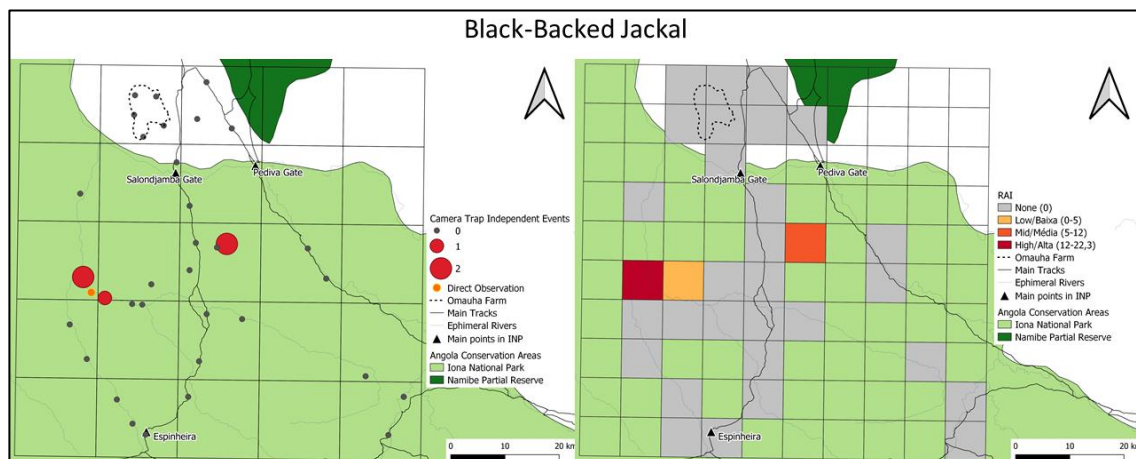 Black-Backed Jackal
Salondjamba Gate
Pediva Gate
Espinheira
Camera Trap Independent Events
0
1
2
Direct Observation
Omauha Farm
Main Tracks
Ephimeral Rivers
Main points in INP
Angola Conservation Areas
Iona National Park
Namibe Partial Reserve
0 10 20 km
Salondjamba Gate
Pediva Gate
Espinheira
RAI
None (0)
Low/Baixa (0-5)
Mid/Média (5-12)
High/Alta (12-22,3)
Omauha Farm
Main Tracks
Ephimeral Rivers
Main points in INP
Angola Conservation Areas
Iona National Park
Namibe Partial Reserve
0 10 20 km